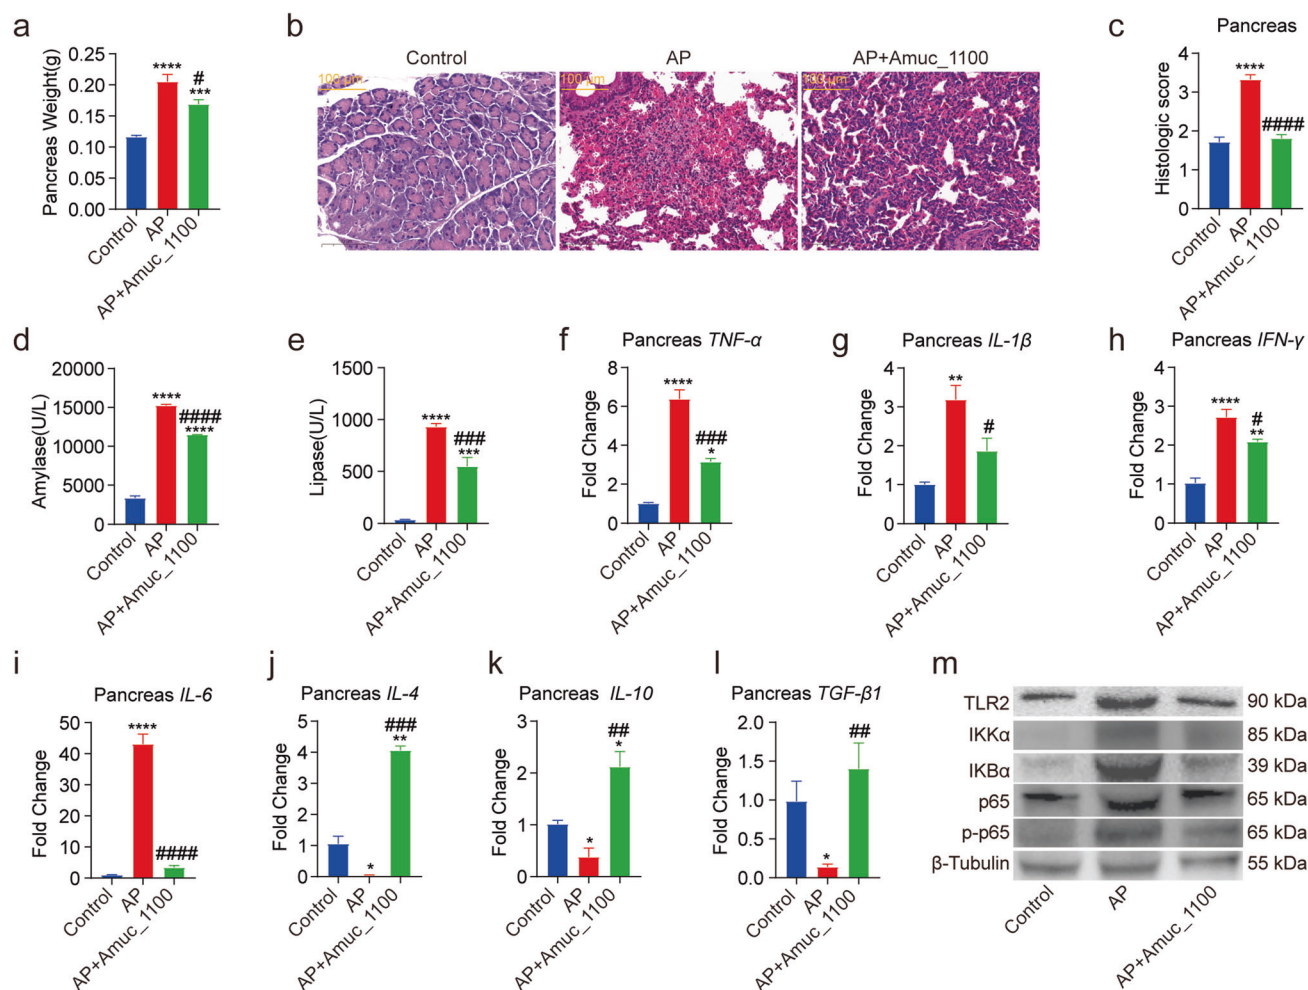 a
Pancreas Weight(g)
0.25
0.20
0.15
0.10
0.05
0.00
****
#
***
Control
AP
AP+Amuc_1100
b
Control
AP
AP+Amuc_1100
100 μm
100 μm
100 μm
c
Pancreas
Histologic score
4
3
2
1
0
****
####
Control
AP
AP+Amuc_1100
d
Amylase(U/L)
20000
15000
10000
5000
0
****
####
****
Control
AP
AP+Amuc_1100
e
Lipase(U/L)
1500
1000
500
0
****
###
***
Control
AP
AP+Amuc_1100
f
Pancreas TNF-α
Fold Change
8
6
4
2
0
****
###
*
Control
AP
AP+Amuc_1100
g
Pancreas IL-1β
Fold Change
4
3
2
1
0
**
#
Control
AP
AP+Amuc_1100
h
Pancreas IFN-γ
Fold Change
4
3
2
1
0
****
#
**
Control
AP
AP+Amuc_1100
i
Pancreas IL-6
Fold Change
50
40
30
20
10
0
****
####
Control
AP
AP+Amuc_1100
j
Pancreas IL-4
Fold Change
5
4
3
2
1
0
*
###
**
Control
AP
AP+Amuc_1100
k
Pancreas IL-10
Fold Change
3
2
1
0
*
##
*
Control
AP
AP+Amuc_1100
l
Pancreas TGF-β1
Fold Change
2.0
1.5
1.0
0.5
0.0
*
##
Control
AP
AP+Amuc_1100
m
TLR2 90 kDa
IKKα 85 kDa
IKBα 39 kDa
p65 65 kDa
p-p65 65 kDa
β-Tubulin 55 kDa
Control
AP
AP+Amuc_1100